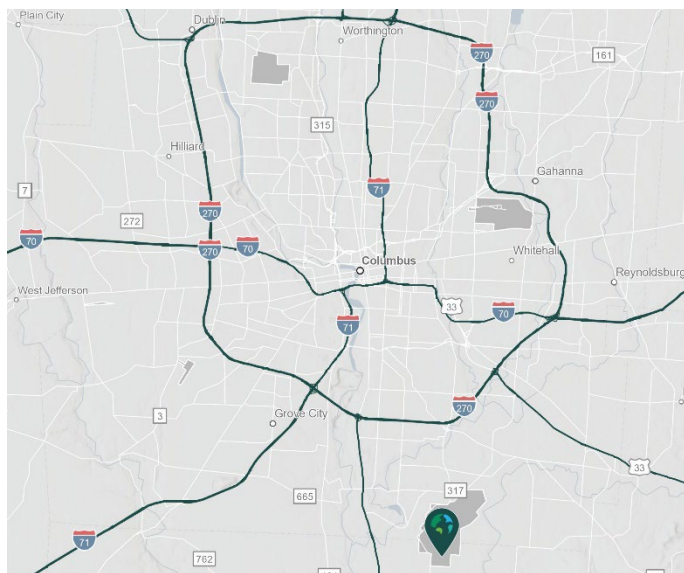 Plain City
Dublin
Worthington
270
161
315
270
Hilliard
Gahanna
7
71
270
272
70
270
70
Columbus
Whitehall
Reynoldsburg
West Jefferson
33
70
71
3
270
Grove City
33
317
665
71
762